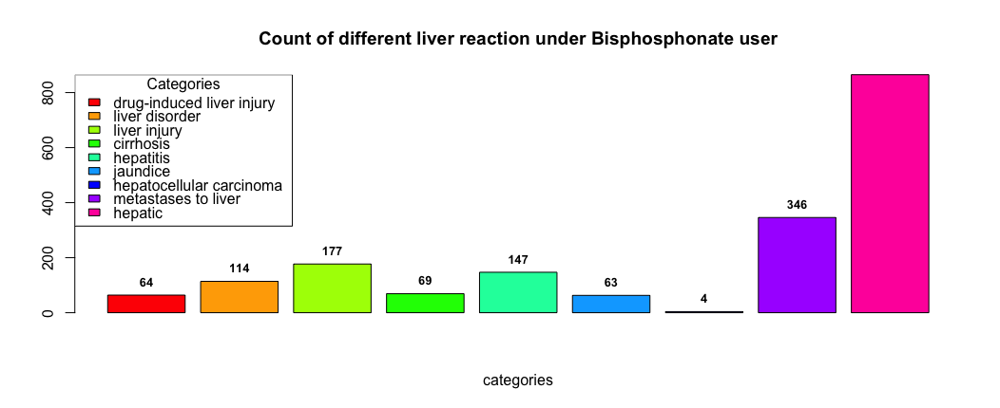 Count of different liver reaction under Bisphosphonate user
Categories
drug-induced liver injury
liver disorder
liver injury
cirrhosis
hepatitis
jaundice
hepatocellular carcinoma
metastases to liver
hepatic
800
600
400
200
0
64
114
177
69
147
63
4
346
categories